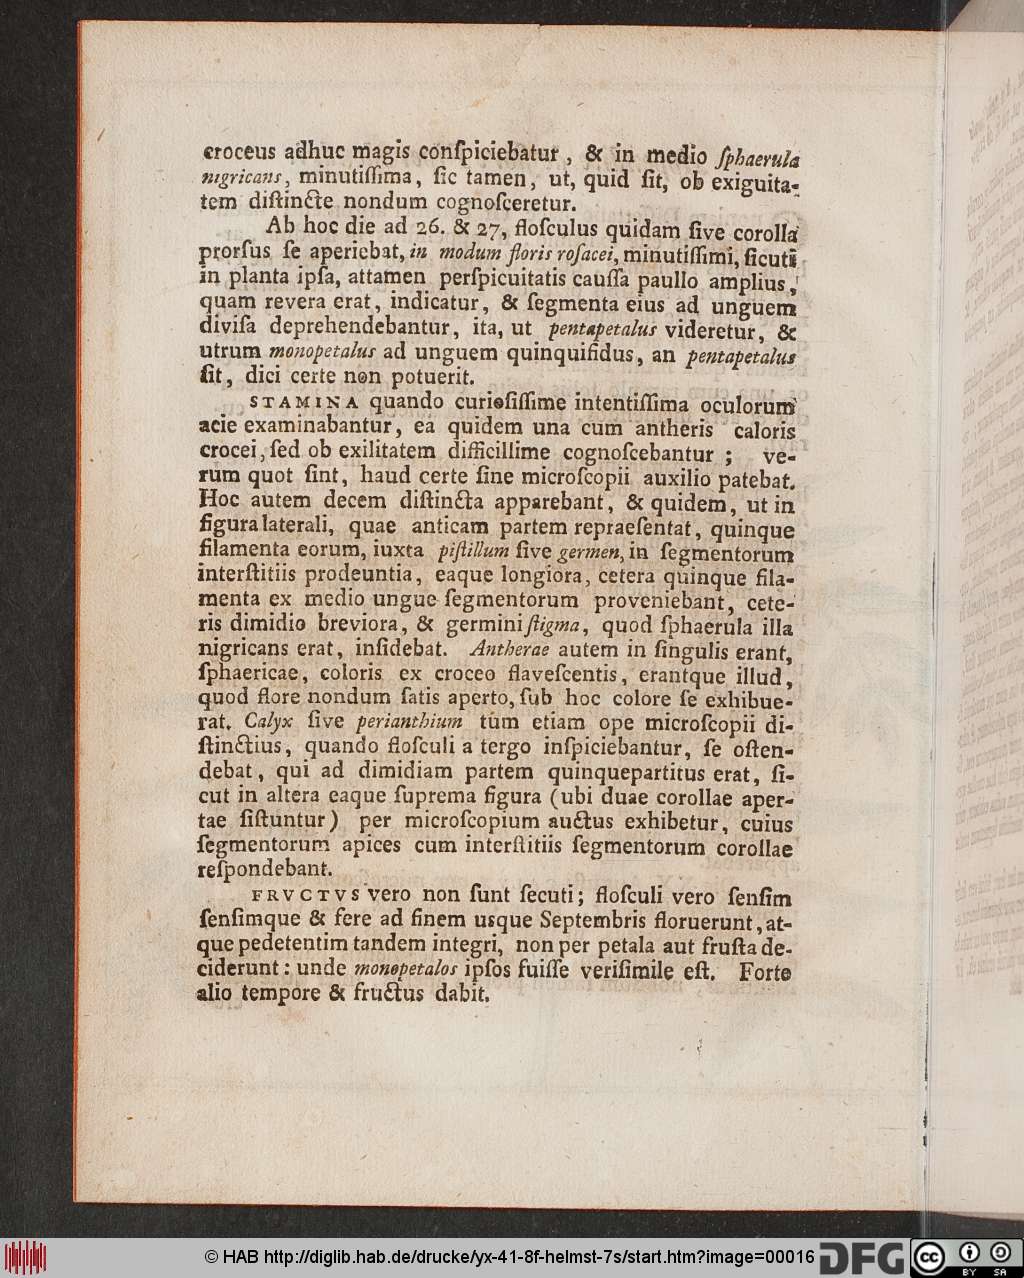 croceus adhuc magis conſpiciebatur, & in medio ſphaerula
nigricans, minutiſſima, ſic tamen, ut, quid ſit, ob exiguita-
tem diſtincte nondum cognoſceretur.
Ab hoc die ad 26. & 27, floſculus quidam ſive corolla
prorſus ſe aperiebat, in modum floris roſacei, minutiſſimi, ſicuti
in planta ipſa, attamen perſpicuitatis cauſſa paullo amplius,
quam revera erat, indicatur, & ſegmenta eius ad unguem
diviſa deprehendebantur, ita, ut pentapetalus videretur, &
utrum monopetalus ad unguem quinquifidus, an pentapetalus
ſit, dici certe non potuerit.
STAMINA quando curioſiſſime intentiſſima oculorum
acie examinabantur, ea quidem una cum antheris caloris
crocei, ſed ob exilitatem difficillime cognoſcebantur; ve-
rum quot ſint, haud certe ſine microſcopii auxilio patebat.
Hoc autem decem diſtincta apparebant, & quidem, ut in
figura laterali, quae anticam partem repraeſentat, quinque
filamenta eorum, iuxta piſtillum ſive germen, in ſegmentorum
interſtitiis prodeuntia, eaque longiora, cetera quinque fila-
menta ex medio ungue ſegmentorum proveniebant, cete-
ris dimidio breviora, & germini ſtigma, quod ſphaerula illa
nigricans erat, inſidebat. Antherae autem in ſingulis erant,
ſphaericae, coloris ex croceo flaveſcentis, erantque illud,
quod flore nondum ſatis aperto, ſub hoc colore ſe exhibue-
rat. Calyx ſive perianthium tum etiam ope microſcopii di-
ſtinctius, quando floſculi a tergo inſpiciebantur, ſe oſten-
debat, qui ad dimidiam partem quinquepartitus erat, ſi-
cut in altera eaque ſuprema figura (ubi duae corollae aper-
tae ſiſtuntur) per microſcopium auctus exhibetur, cuius
ſegmentorum apices cum interſtitiis ſegmentorum corollae
reſpondebant.
FRVCTVS vero non ſunt ſecuti; floſculi vero ſenſim
ſenſimque & fere ad finem usque Septembris floruerunt, at-
que pedetentim tandem integri, non per petala aut fruſta de-
ciderunt: unde monopetalos ipſos fuiſſe veriſimile eſt. Forte
alio tempore & fructus dabit.
© HAB http://diglib.hab.de/drucke/yx-41-8f-helmst-7s/start.htm?image=00016
DFG
cc BY SA